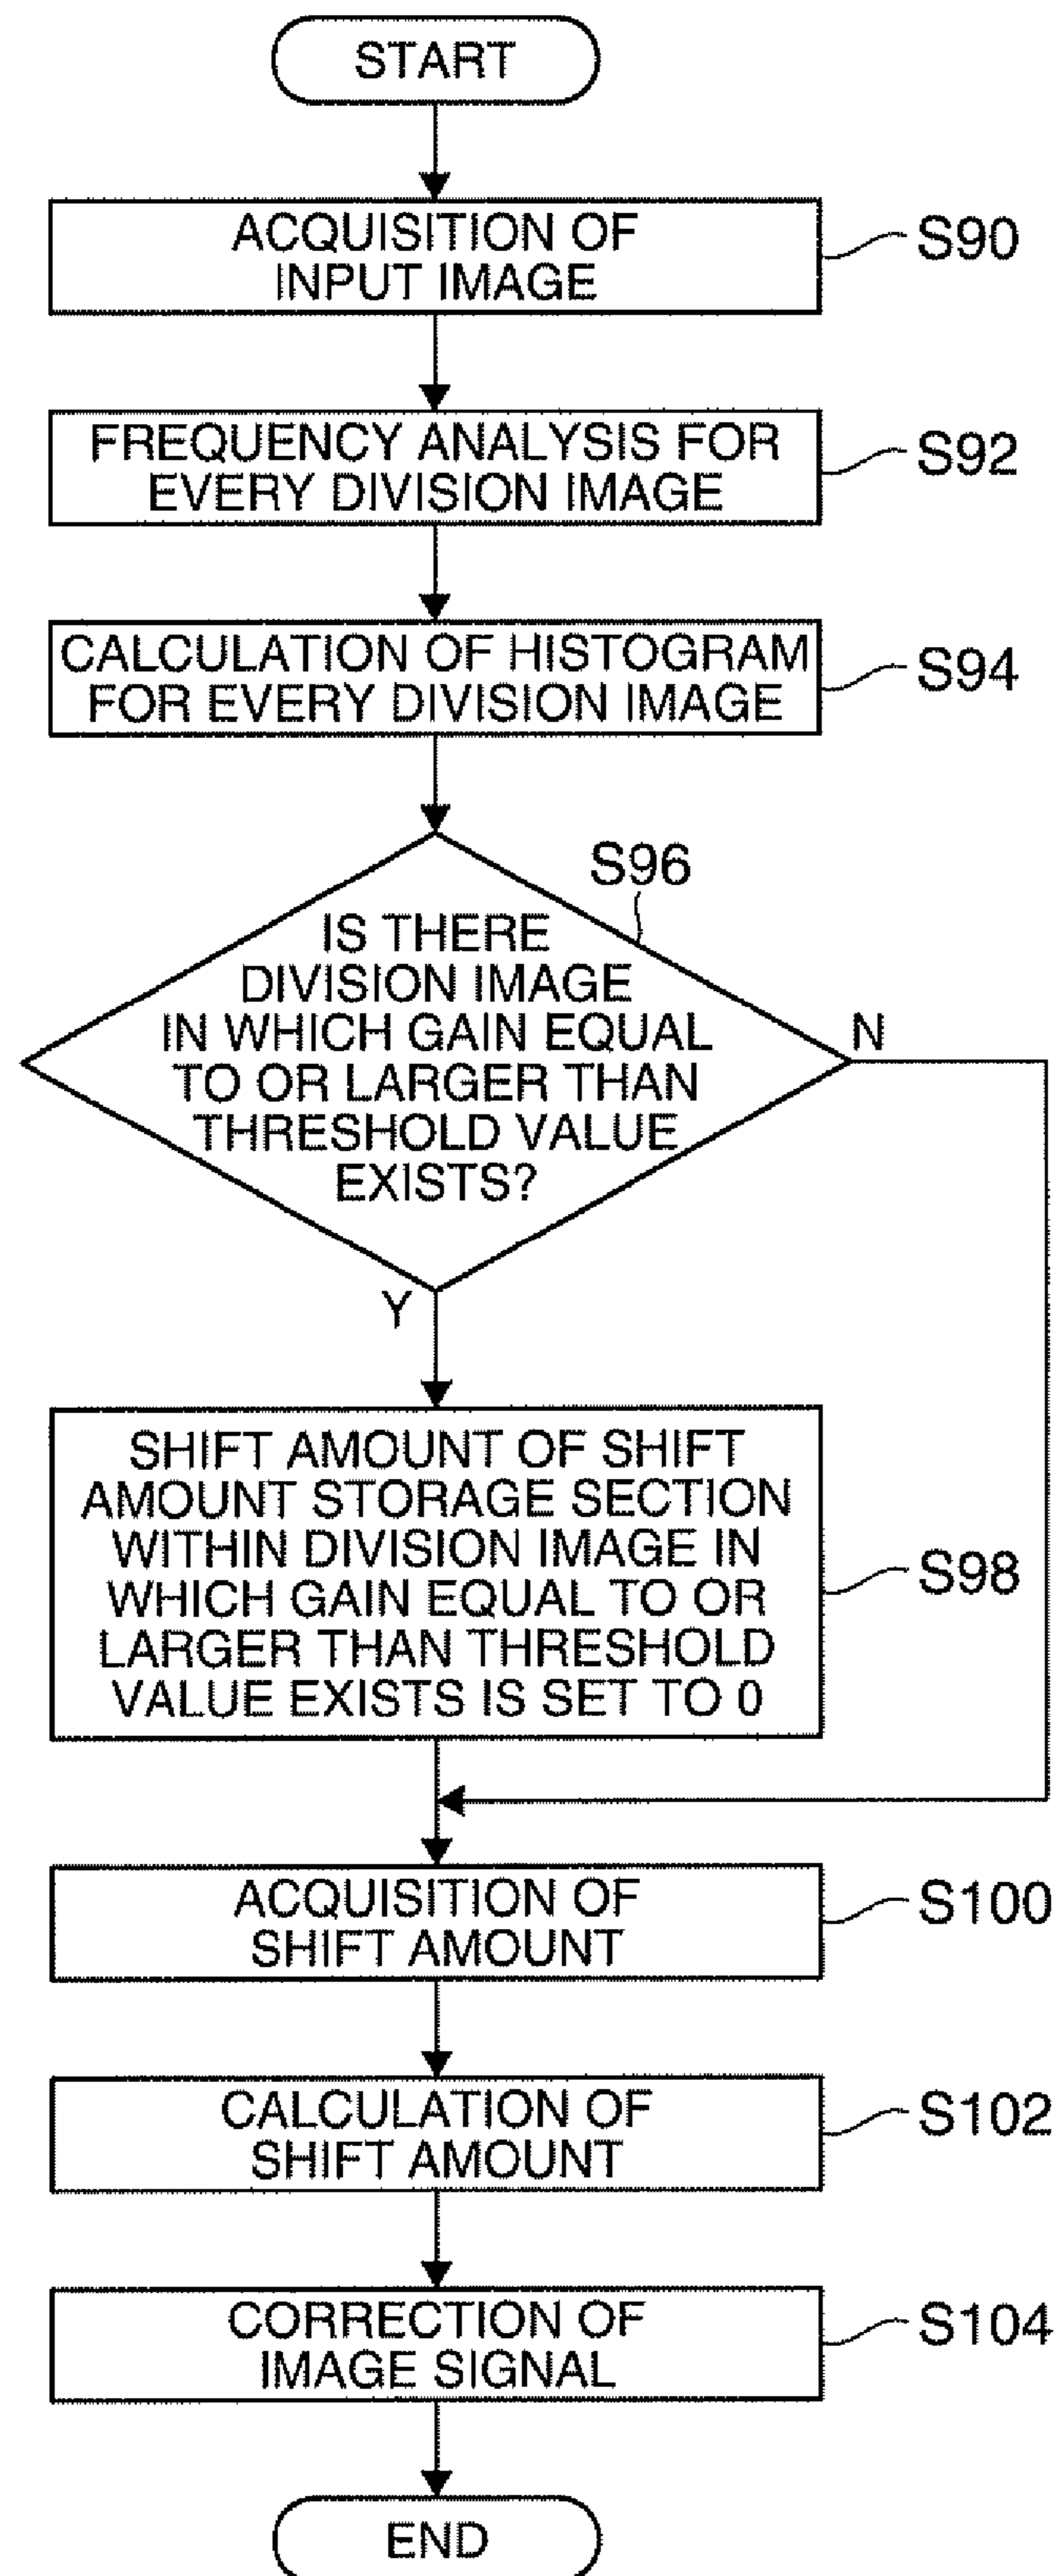 START
ACQUISITION OF
INPUT IMAGE
S90
FREQUENCY ANALYSIS FOR
EVERY DIVISION IMAGE
S92
CALCULATION OF HISTOGRAM
FOR EVERY DIVISION IMAGE
S94
S96
IS THERE
DIVISION IMAGE
IN WHICH GAIN EQUAL
TO OR LARGER THAN
THRESHOLD VALUE
EXISTS?
N
Y
SHIFT AMOUNT OF SHIFT
AMOUNT STORAGE SECTION
WITHIN DIVISION IMAGE IN
WHICH GAIN EQUAL TO OR
LARGER THAN THRESHOLD
VALUE EXISTS IS SET TO 0
S98
ACQUISITION OF
SHIFT AMOUNT
S100
CALCULATION OF
SHIFT AMOUNT
S102
CORRECTION OF
IMAGE SIGNAL
S104
END